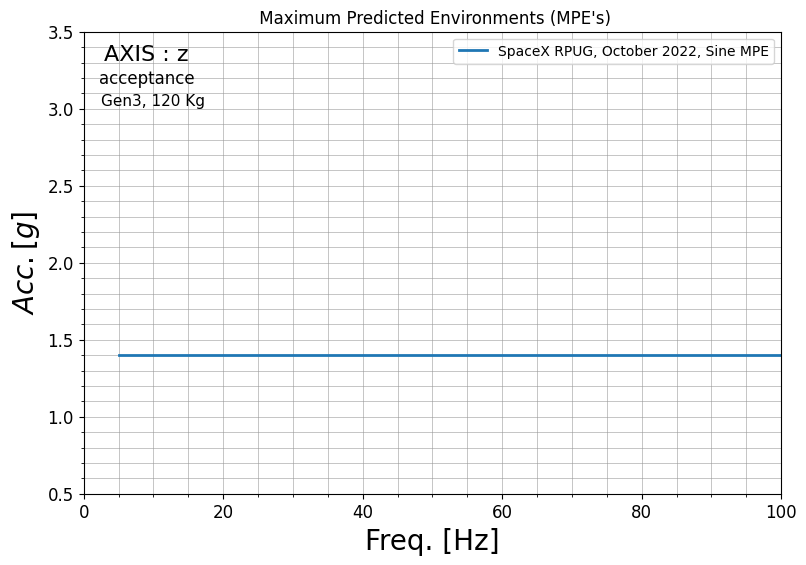 Maximum Predicted Environments (MPE's)
AXIS : z
acceptance
Gen3, 120 Kg
SpaceX RPUG, October 2022, Sine MPE
Acc. [g]
3.5
3.0
2.5
2.0
1.5
1.0
0.5
0 20 40 60 80 100
Freq. [Hz]